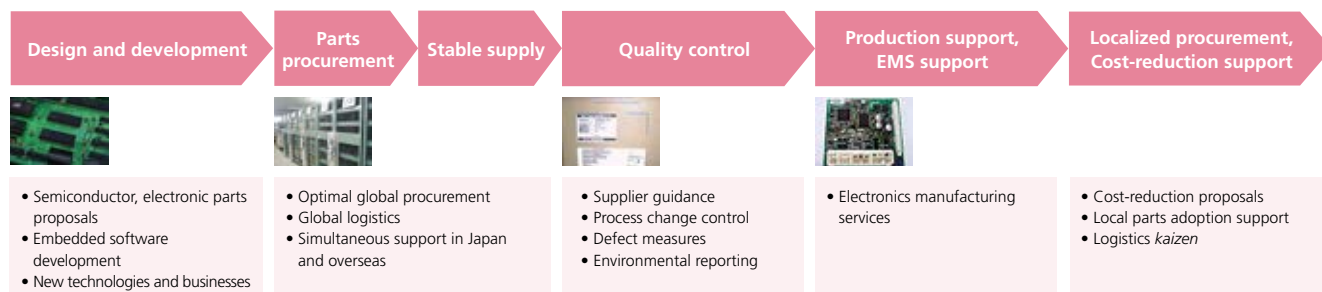 Design and development
Parts
procurement
Stable supply
Quality control
Production support,
EMS support
Localized procurement,
Cost-reduction support
• Semiconductor, electronic parts
proposals
• Embedded software
development
• New technologies and businesses
• Optimal global procurement
• Global logistics
• Simultaneous support in Japan
and overseas
• Supplier guidance
• Process change control
• Defect measures
• Environmental reporting
• Electronics manufacturing
services
• Cost-reduction proposals
• Local parts adoption support
• Logistics kaizen